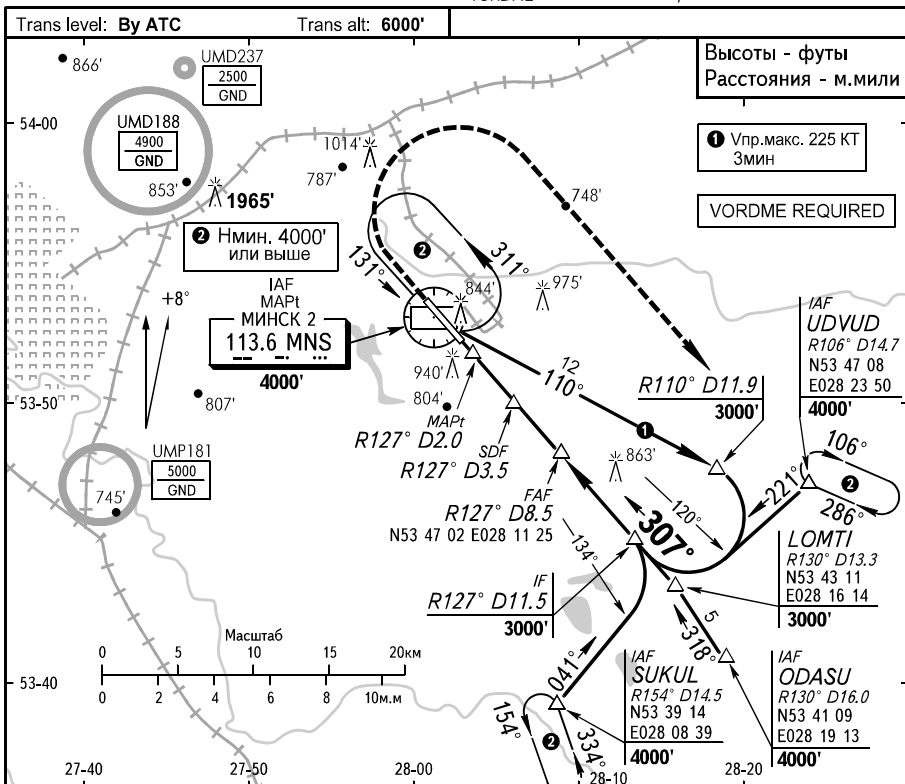 Trans level: By ATC
Trans alt: 6000'
866'
UMD237
2500
GND
Высоты - футы
Расстояния - м.мили
54-00
UMD188
4900
GND
1014'
787'
❶ Vпр.макс. 225 КТ
3мин
853'
1965'
748'
VORDME REQUIRED
❷ Hмин. 4000'
или выше
❷
131°
311°
IAF
MAPt
МИНСК 2
113.6 MNS
4000'
+8°
844'
975'
IAF
UDVUD
R106° D14.7
N53 47 08
E028 23 50
4000'
940'
12
110°
R110° D11.9
3000'
53-50
807'
804'
MAPt
R127° D2.0
❶
106°
SDF
R127° D3.5
863'
UMP181
5000
GND
745'
221°
❷
286°
FAF
R127° D8.5
N53 47 02 E028 11 25
307°
120°
134°
LOMTI
R130° D13.3
N53 43 11
E028 16 14
3000'
IF
R127° D11.5
3000'
5
318°
Масштаб
0 5 10 15 20км
0 2 4 6 8 10м.м
53-40
041°
IAF
SUKUL
R154° D14.5
N53 39 14
E028 08 39
4000'
IAF
ODASU
R130° D16.0
N53 41 09
E028 19 13
4000'
154°
❷
334°
27-40
27-50
28-00
28-10
28-20